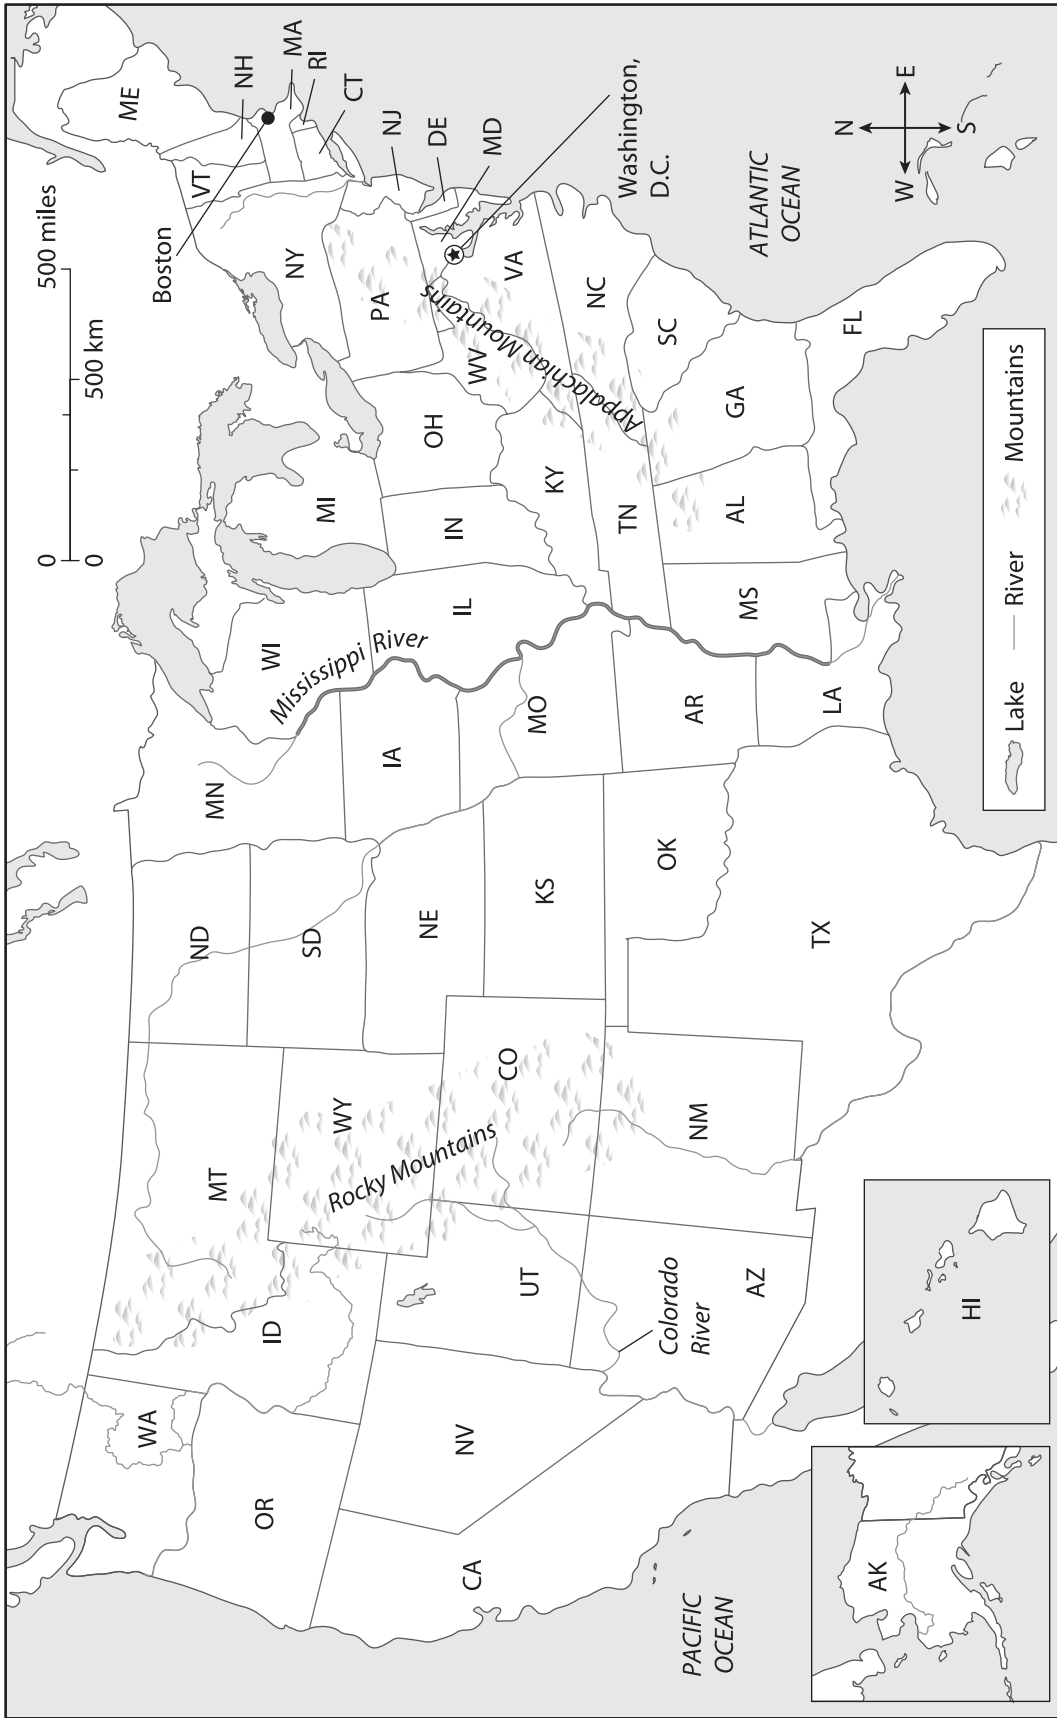 0
500 miles
0
500 km
WA
MT
ND
MN
WI
MI
VT
ME
NH
Boston
MA
RI
CT
NY
OR
ID
WY
SD
Mississippi River
IA
PA
NJ
DE
MD
Washington,
D.C.
Rocky Mountains
NE
IL
IN
OH
WV
VA
Appalachian Mountains
CA
NV
UT
CO
KS
MO
KY
NC
TN
SC
Colorado
River
AZ
NM
OK
AR
MS
AL
GA
TX
LA
FL
PACIFIC
OCEAN
ATLANTIC
OCEAN
N
W
E
S
AK
HI
Lake
River
Mountains